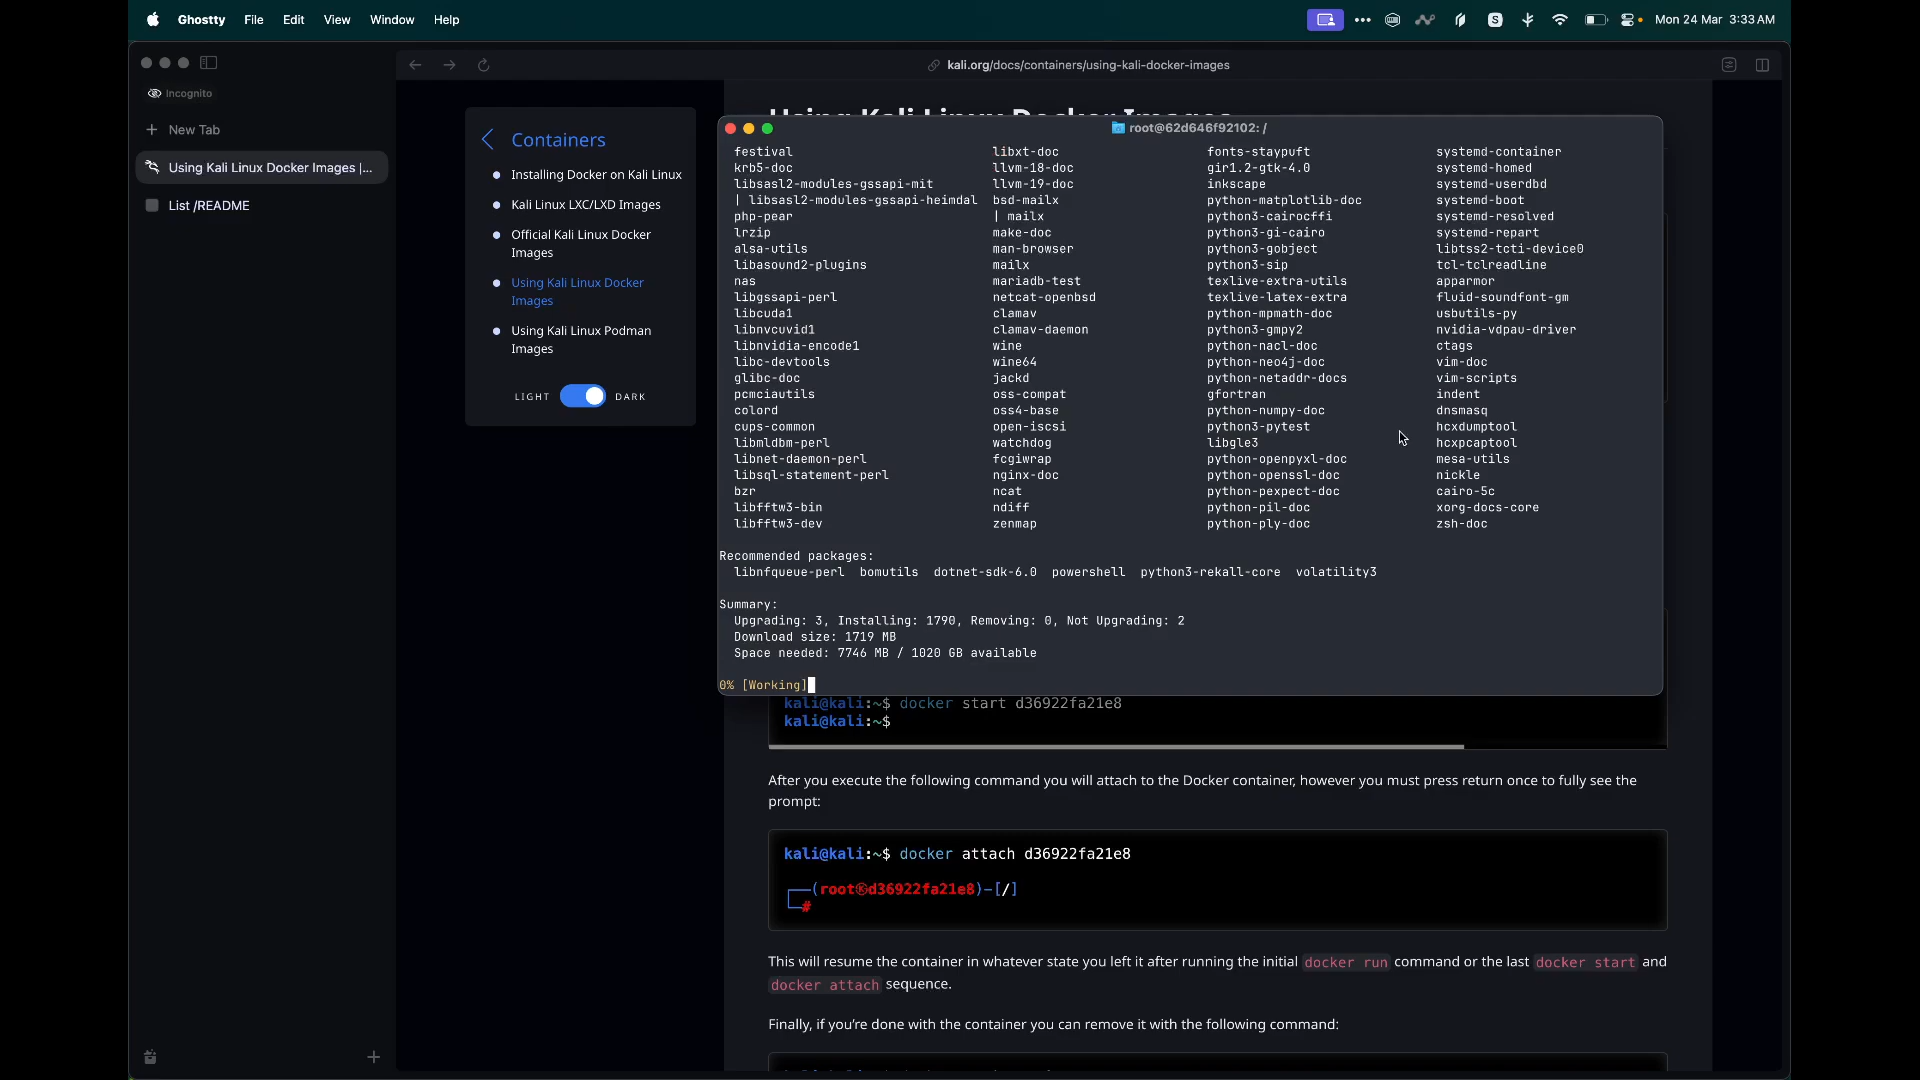 Ghostty File Edit View Window Help
S
Mon 24 Mar 3:33 AM
kali.org/docs/containers/using-kali-docker-images
Incognito
New Tab
Using Kali Linux Docker Images |...
List /README
Containers
Installing Docker on Kali Linux
Kali Linux LXC/LXD Images
Official Kali Linux Docker
Images
Using Kali Linux Docker
Images
Using Kali Linux Podman
Images
LIGHT DARK
Using Kali Linux Docker Images
root@62d646f92102: /
festival libxt-doc fonts-staypuft systemd-container
krb5-doc llvm-18-doc gir1.2-gtk-4.0 systemd-homed
libsasl2-modules-gssapi-mit llvm-19-doc inkscape systemd-userdbd
| libsasl2-modules-gssapi-heimdal bsd-mailx python-matplotlib-doc systemd-boot
php-pear | mailx python3-cairocffi systemd-resolved
lrzip make-doc python3-gi-cairo systemd-repart
alsa-utils man-browser python3-gobject libtss2-tcti-device0
libasound2-plugins mailx python3-sip tcl-tclreadline
nas mariadb-test texlive-extra-utils apparmor
libgssapi-perl netcat-openbsd texlive-latex-extra fluid-soundfont-gm
libcuda1 clamav python-mpmath-doc usbutils-py
libnvcuvid1 clamav-daemon python3-gmpy2 nvidia-vdpau-driver
libnvidia-encode1 wine python-nacl-doc ctags
libc-devtools wine64 python-neo4j-doc vim-doc
glibc-doc jackd python-netaddr-docs vim-scripts
pcmciautils oss-compat gfortran indent
colord oss4-base python-numpy-doc dnsmasq
cups-common open-iscsi python3-pytest hcxdumptool
libmldbm-perl watchdog libgle3 hcxpcaptool
libnet-daemon-perl fcgiwrap python-openpyxl-doc mesa-utils
libsql-statement-perl nginx-doc python-openssl-doc nickle
bzr ncat python-pexpect-doc cairo-5c
libfftw3-bin ndiff python-pil-doc xorg-docs-core
libfftw3-dev zenmap python-ply-doc zsh-doc
Recommended packages:
libnfqueue-perl bomutils dotnet-sdk-6.0 powershell python3-rekall-core volatility3
Summary:
Upgrading: 3, Installing: 1790, Removing: 0, Not Upgrading: 2
Download size: 1719 MB
Space needed: 7746 MB / 1020 GB available
0% [Working]
kali@kali:~$ docker start d36922fa21e8
kali@kali:~$
After you execute the following command you will attach to the Docker container, however you must press return once to fully see the
prompt:
kali@kali:~$ docker attach d36922fa21e8
┌──(root㉿d36922fa21e8)-[/]
└─#
This will resume the container in whatever state you left it after running the initial docker run command or the last docker start and
docker attach sequence.
Finally, if you’re done with the container you can remove it with the following command: